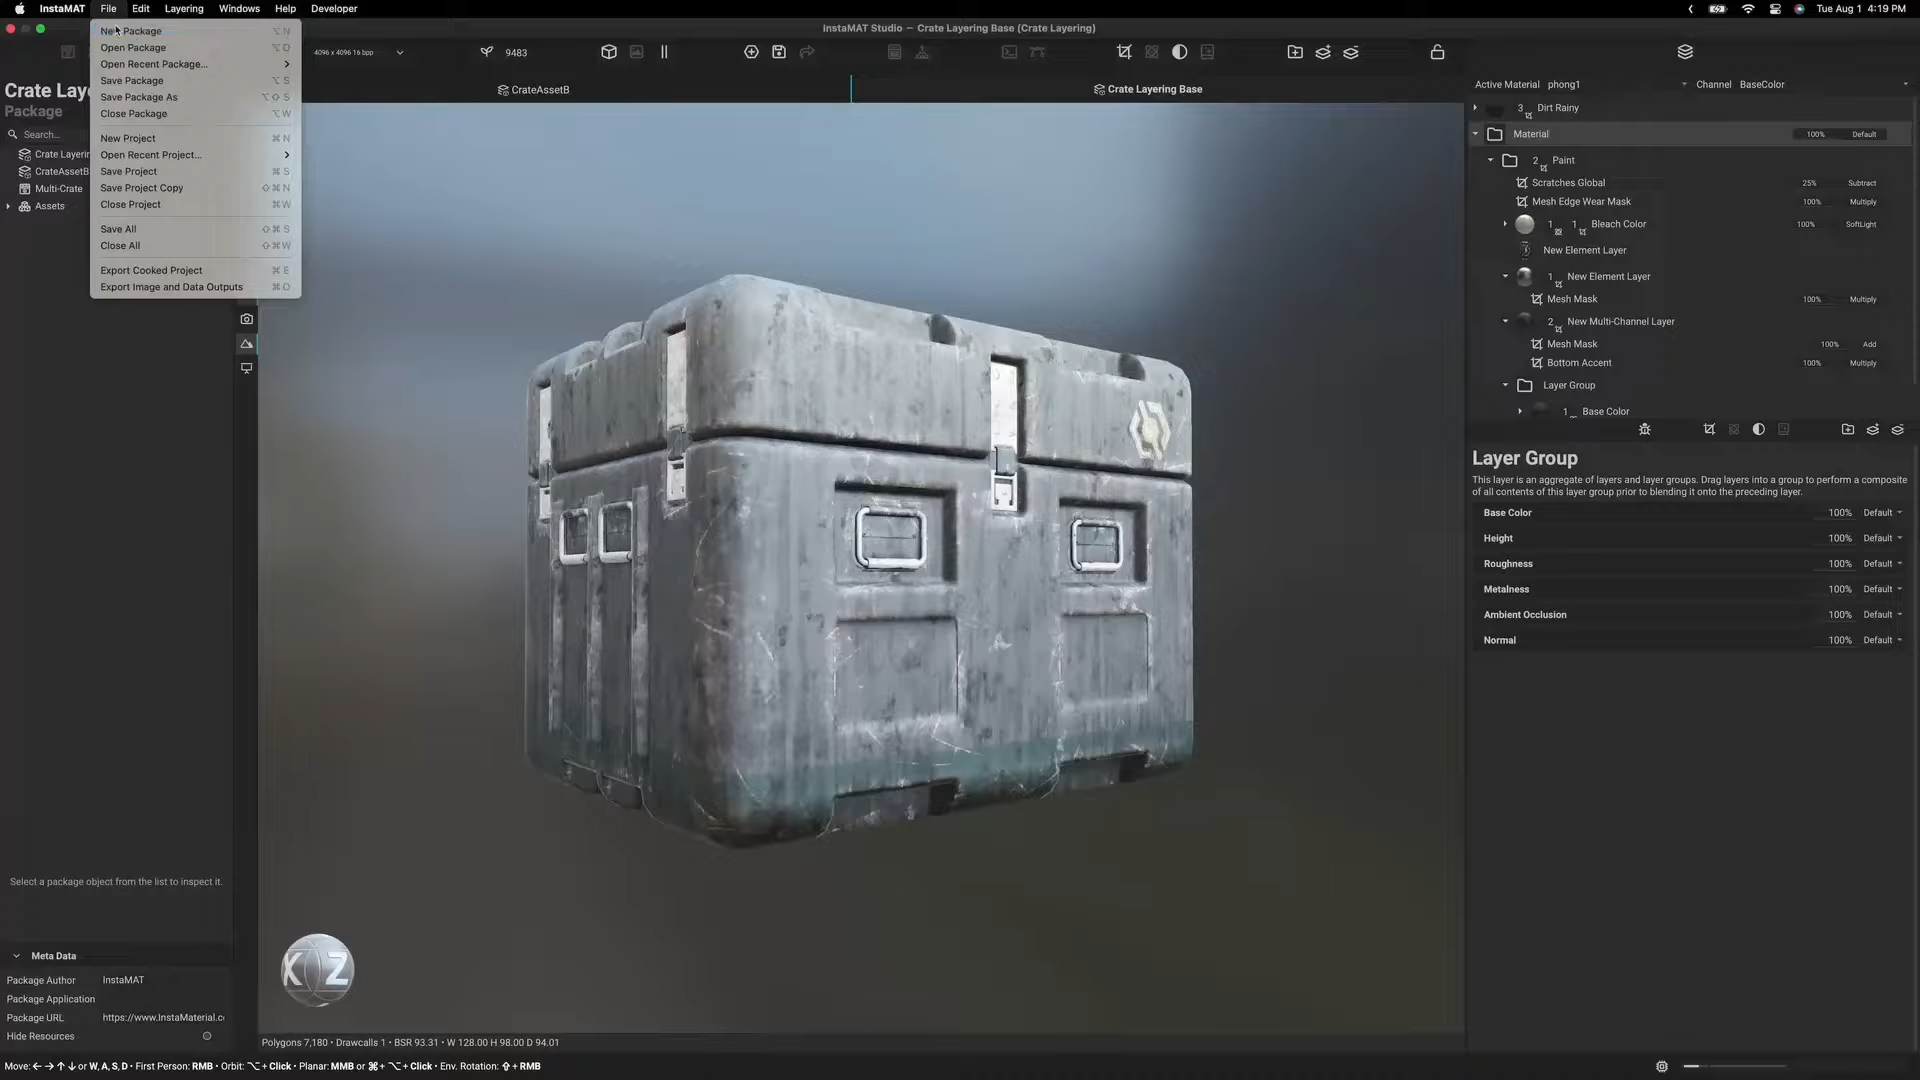 InstaMAT File Edit Layering Windows Help Developer
Tue Aug 1 4:19 PM
InstaMAT Studio — Crate Layering Base (Crate Layering)
New Package ⌥ N
Open Package ⌥ O
Open Recent Package...
Save Package ⌥ S
Save Package As ⌥⇧ S
Close Package ⌥ W
New Project ⌘ N
Open Recent Project...
Save Project ⌘ S
Save Project Copy ⇧⌘ N
Close Project ⌘ W
Save All ⇧⌘ S
Close All ⇧⌘ W
Export Cooked Project ⌘ E
Export Image and Data Outputs ⌘ O
4096 x 4096 16 bpp
9483
CrateAssetB
Crate Layering Base
Package
Search...
CrateAssetB
Multi-Crate
Assets
Select a package object from the list to inspect it.
Meta Data
Package Author InstaMAT
Package Application
Package URL https://www.InstaMaterial.c
Hide Resources
X Z
Polygons 7,180 • Drawcalls 1 • BSR 93.31 • W 128.00 H 98.00 D 94.01
Move: ← → ↑ ↓ or W, A, S, D • First Person: RMB • Orbit: ⌥ + Click • Planar: MMB or ⌘ + ⌥ + Click • Env. Rotation: ⇧ + RMB
Active Material phong1 Channel BaseColor
3 Dirt Rainy
Material 100% Default
2 Paint
Scratches Global 25% Subtract
Mesh Edge Wear Mask 100% Multiply
1 1 Bleach Color 100% SoftLight
New Element Layer
1 New Element Layer
Mesh Mask 100% Multiply
2 New Multi-Channel Layer
Mesh Mask 100% Add
Bottom Accent 100% Multiply
Layer Group
1 Base Color
Layer Group
This layer is an aggregate of layers and layer groups. Drag layers into a group to perform a composite
of all contents of this layer group prior to blending it onto the preceding layer.
Base Color 100% Default
Height 100% Default
Roughness 100% Default
Metalness 100% Default
Ambient Occlusion 100% Default
Normal 100% Default